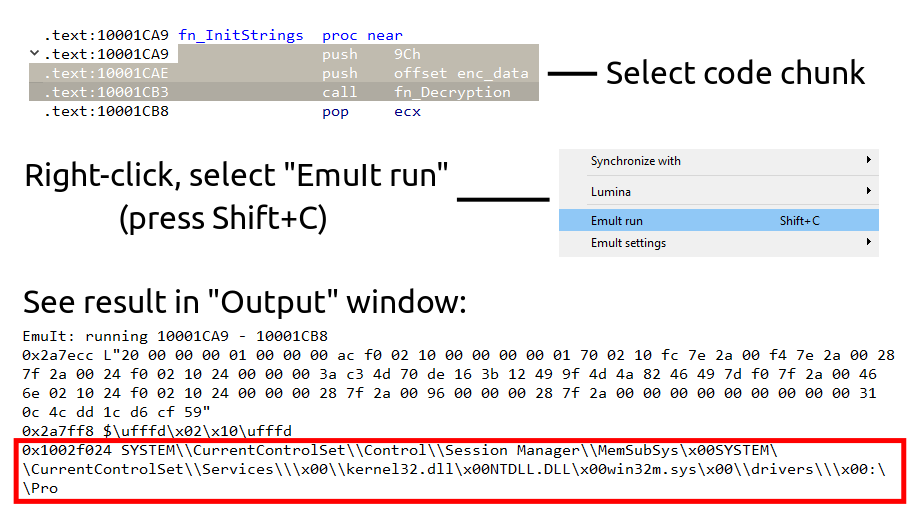 .text:10001CA9 fn_InitStrings proc near
.text:10001CA9 push 9Ch
.text:10001CAE push offset enc_data
.text:10001CB3 call fn_Decryption
.text:10001CB8 pop ecx
Select code chunk
Right-click, select "EmuIt run"
(press Shift+C)
Synchronize with
Lumina
EmuIt run Shift+C
EmuIt settings
See result in "Output" window:
EmuIt: running 10001CA9 - 10001CB8
0x2a7ecc L"20 00 00 00 01 00 00 00 ac f0 02 10 00 00 00 00 01 70 02 10 fc 7e 2a 00 f4 7e 2a 00 28
7f 2a 00 24 f0 02 10 24 00 00 00 3a c3 4d 70 de 16 3b 12 49 9f 4d 4a 82 46 49 7d f0 7f 2a 00 46
6e 02 10 24 f0 02 10 24 00 00 00 28 7f 2a 00 96 00 00 00 28 7f 2a 00 00 00 00 00 00 00 00 00 31
0c 4c dd 1c d6 cf 59"
0x2a7ff8 $\ufffd\x02\x10\ufffd
0x1002f024 SYSTEM\\CurrentControlSet\\Control\\Session Manager\\MemSubSys\x00SYSTEM\
\CurrentControlSet\\Services\\\x00\\kernel32.dll\x00NTDLL.DLL\x00win32m.sys\x00\\drivers\\\x00:\
\Pro